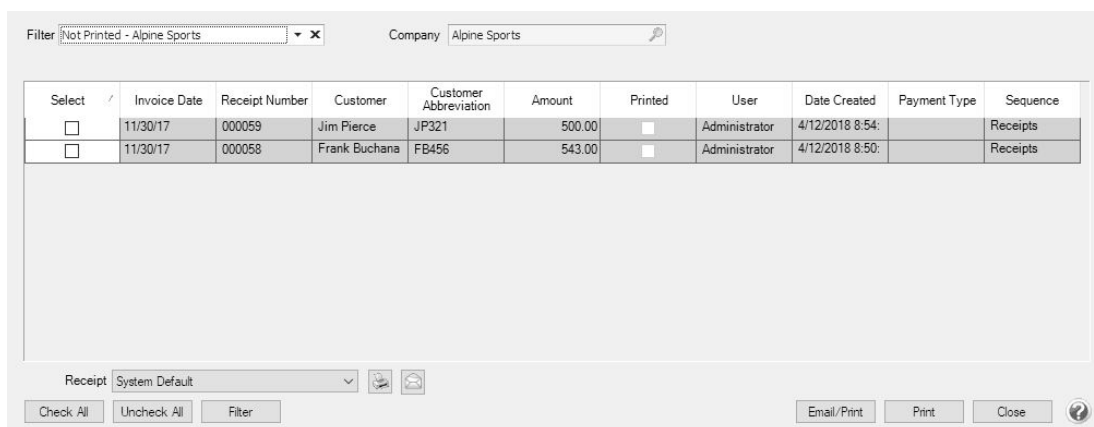 Filter Not Printed - Alpine Sports Company Alpine Sports
Select Invoice Date Receipt Number Customer Customer Abbreviation Amount Printed User Date Created Payment Type Sequence
11/30/17 000059 Jim Pierce JP321 500.00 Administrator 4/12/2018 8:54: Receipts
11/30/17 000058 Frank Buchana FB456 543.00 Administrator 4/12/2018 8:50: Receipts
Receipt System Default
Check All Uncheck All Filter Email/Print Print Close ?